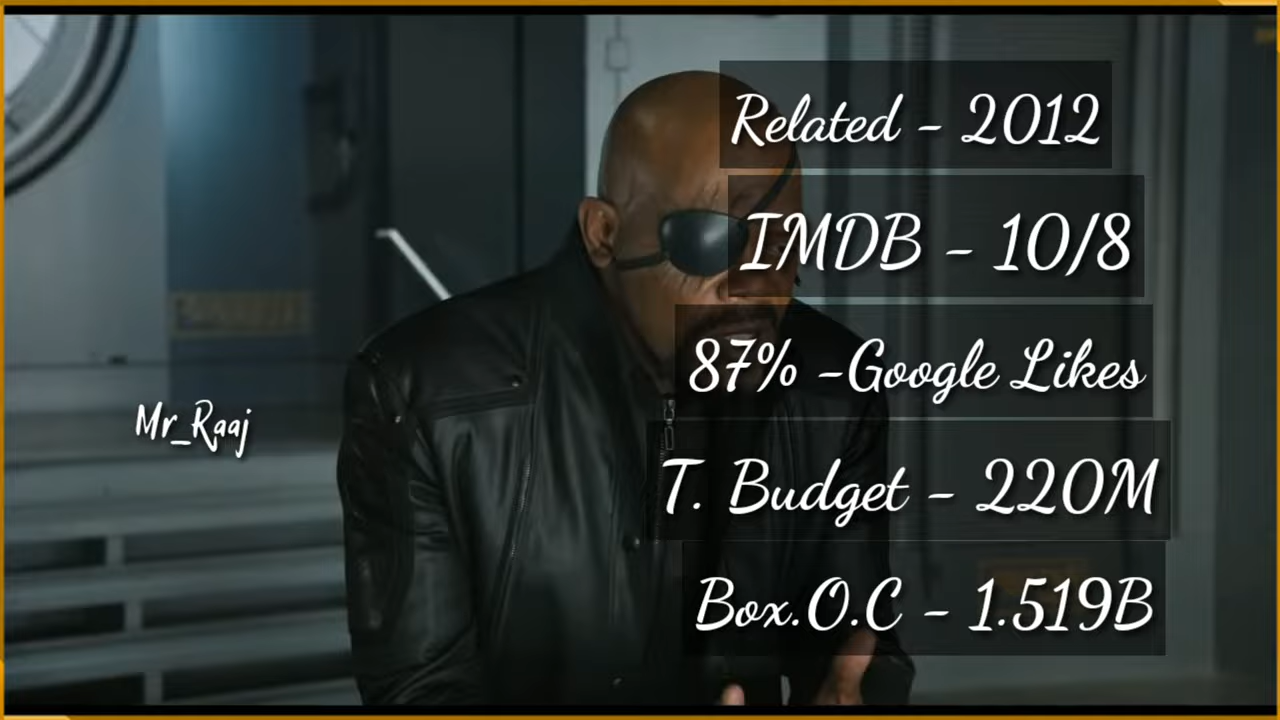 Related - 2012
IMDB - 10/8
87% -Google Likes
Mr_Raaj
T. Budget - 220M
Box.O.C - 1.519B